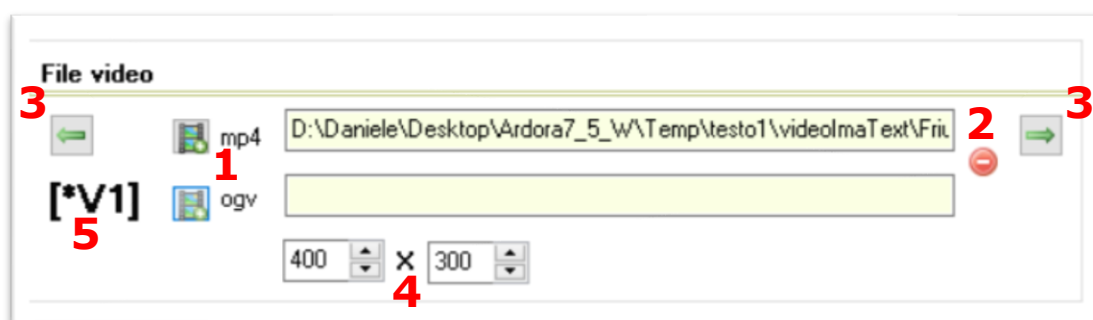 File video
3
3
mp4
D:\Daniele\Desktop\Ardora7_5_W\Temp\testo1\videoImaText\Friu
2
1
[*V1]
ogv
5
400 X 300
4